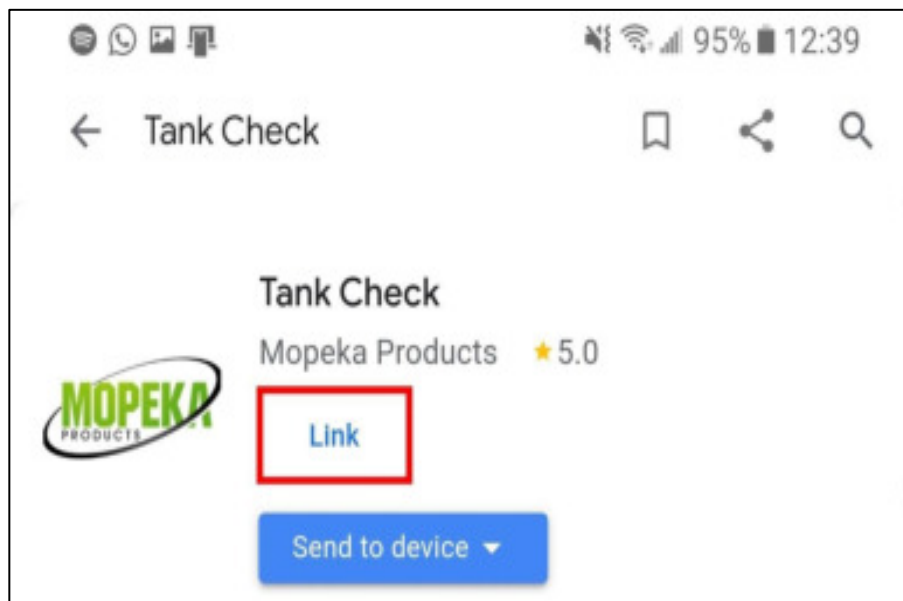 95% 12:39
Tank Check
Tank Check
Mopeka Products 5.0
MOPEKA
PRODUCTS
Link
Send to device